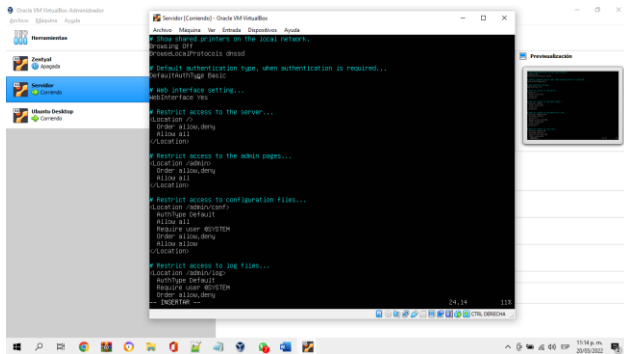 Oracle VM VirtualBox Administrador
Archivo Máquina Ayuda
Herramientas
Zentyal
Apagada
Servidor
Corriendo
Ubuntu Desktop
Corriendo
Servidor [Corriendo] - Oracle VM VirtualBox
Archivo Máquina Ver Entrada Dispositivos Ayuda
# Show shared printers on the local network.
Browsing Off
BrowseLocalProtocols dnssd
# Default authentication type, when authentication is required...
DefaultAuthType Basic
# Web interface setting...
WebInterface Yes
# Restrict access to the server...
<Location />
Order allow,deny
Allow all
</Location>
# Restrict access to the admin pages...
<Location /admin>
Order allow,deny
Allow all
</Location>
# Restrict access to configuration files...
<Location /admin/conf>
AuthType Default
Allow all
Require user @SYSTEM
Order allow,deny
Allow allow
</Location>
# Restrict access to log files...
<Location /admin/log>
AuthType Default
Require user @SYSTEM
Order allow,deny
-- INSERTAR --
24,14
11%
CTRL DERECHA
Previsualización
ESP
11:14 p. m.
20/05/2022